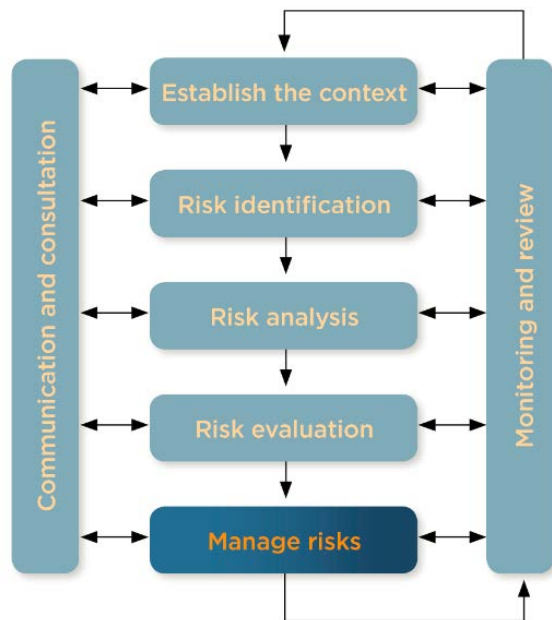 Establish the context
Communication and consultation
Risk identification
Risk analysis
Risk evaluation
Manage risks
Monitoring and review